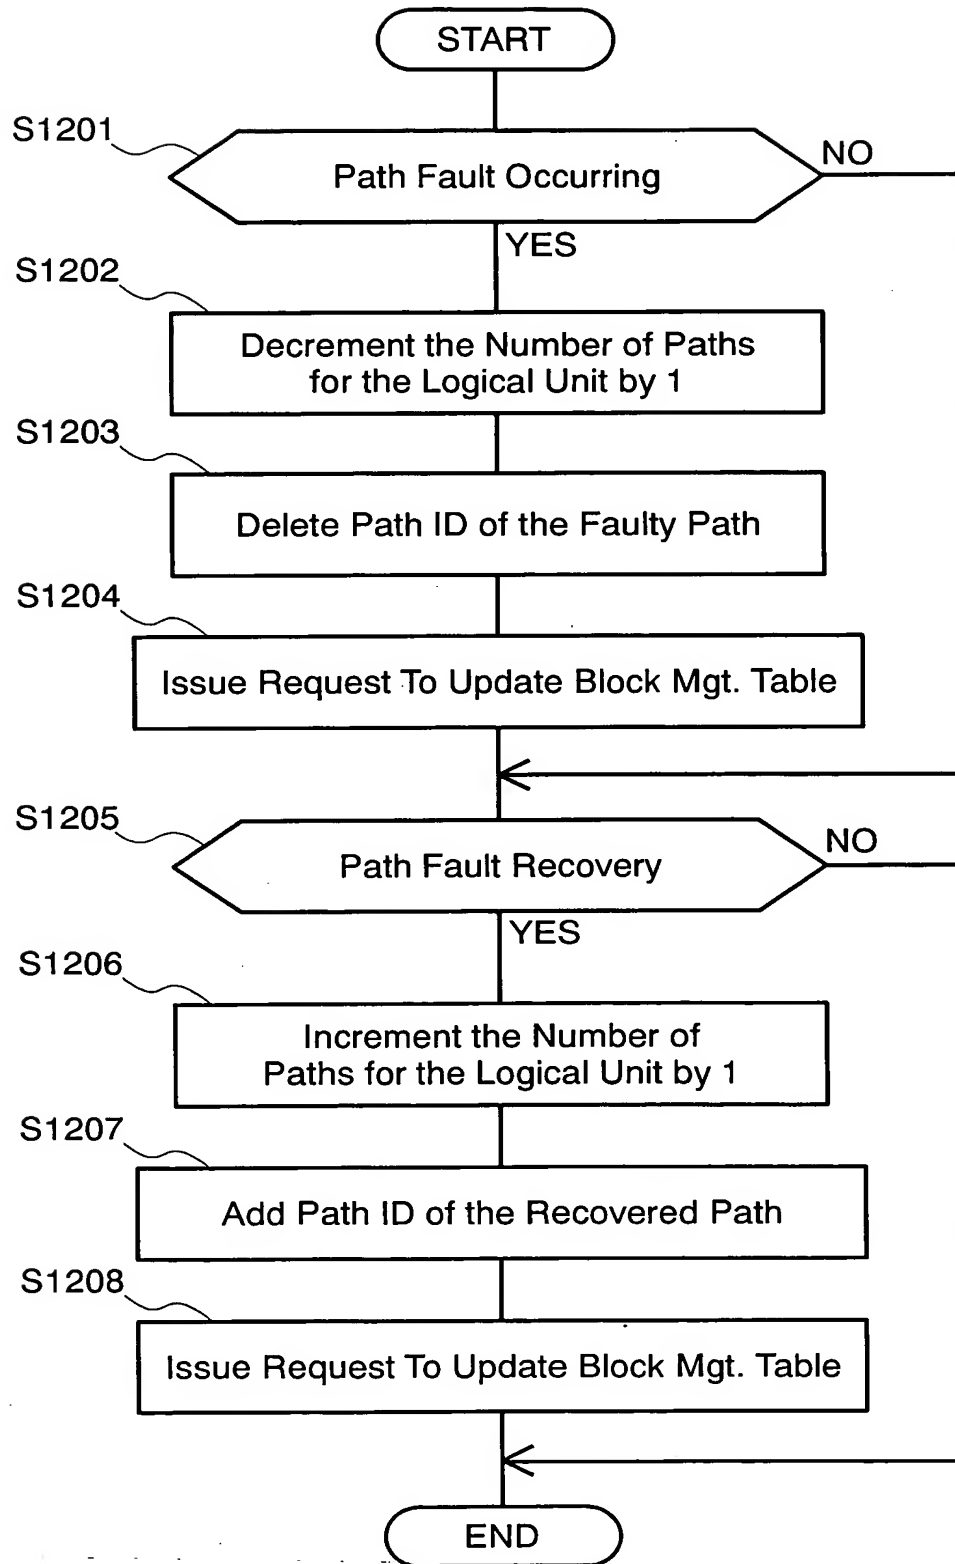 START
S1201
Path Fault Occurring
NO
YES
S1202
Decrement the Number of Paths
for the Logical Unit by 1
S1203
Delete Path ID of the Faulty Path
S1204
Issue Request To Update Block Mgt. Table
S1205
Path Fault Recovery
NO
YES
S1206
Increment the Number of
Paths for the Logical Unit by 1
S1207
Add Path ID of the Recovered Path
S1208
Issue Request To Update Block Mgt. Table
END